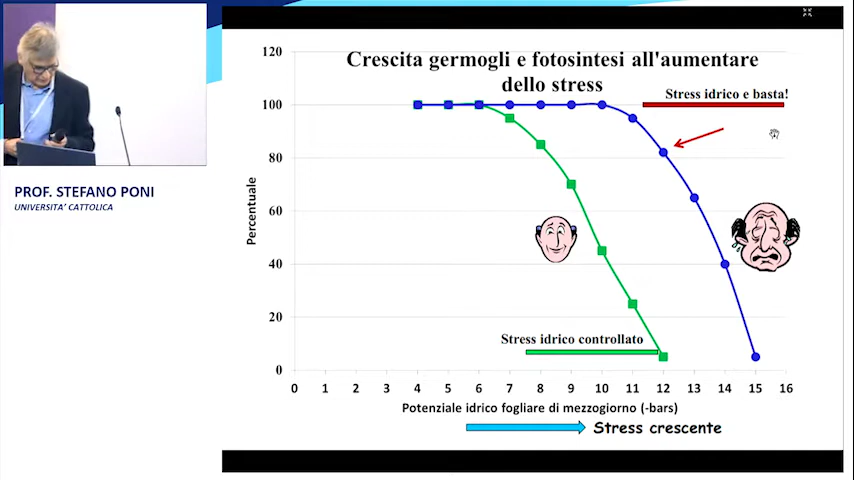 PROF. STEFANO PONI
UNIVERSITA' CATTOLICA
Crescita germogli e fotosintesi all'aumentare
dello stress
Stress idrico e basta!
120
100
80
60
40
20
0
Percentuale
Stress idrico controllato
0 1 2 3 4 5 6 7 8 9 10 11 12 13 14 15 16
Potenziale idrico fogliare di mezzogiorno (-bars)
Stress crescente